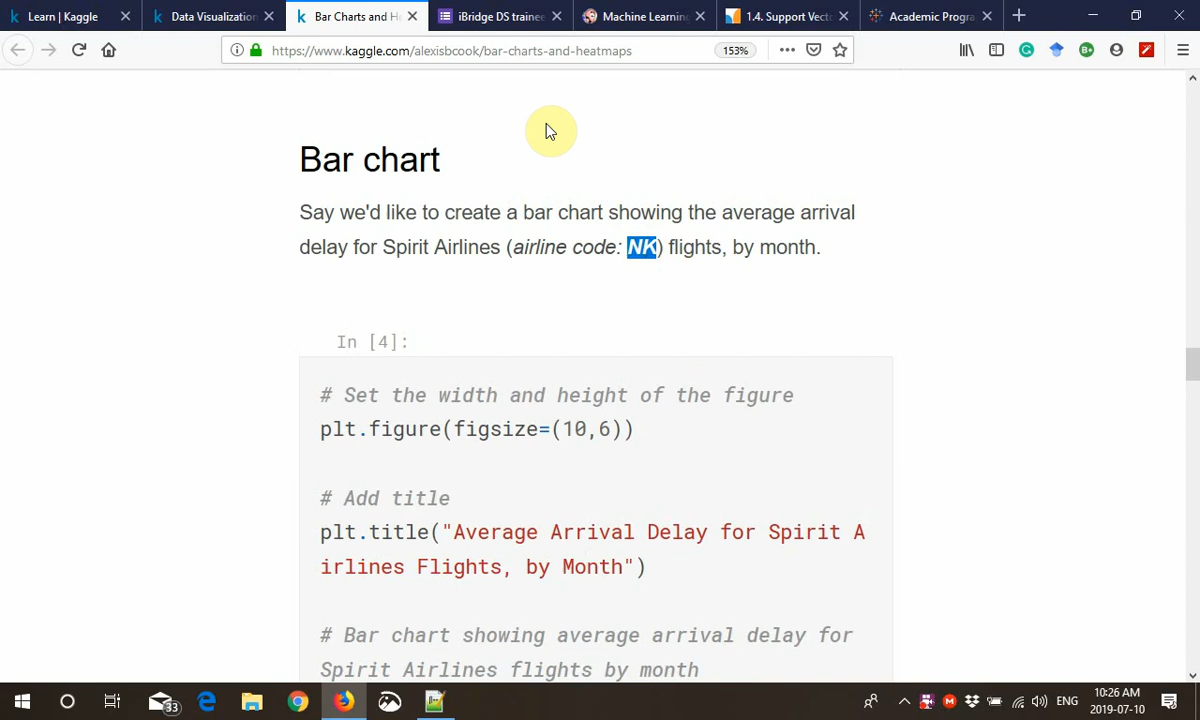 Learn | Kaggle
Data Visualization
Bar Charts and He
iBridge DS trainee
Machine Learning
1.4. Support Vecto
Academic Progra
https://www.kaggle.com/alexisbcook/bar-charts-and-heatmaps
153%
Bar chart
Say we'd like to create a bar chart showing the average arrival
delay for Spirit Airlines (airline code: NK) flights, by month.
In [4]:
# Set the width and height of the figure
plt.figure(figsize=(10,6))
# Add title
plt.title("Average Arrival Delay for Spirit A
irlines Flights, by Month")
# Bar chart showing average arrival delay for
Spirit Airlines flights by month
33
ENG
10:26 AM
2019-07-10